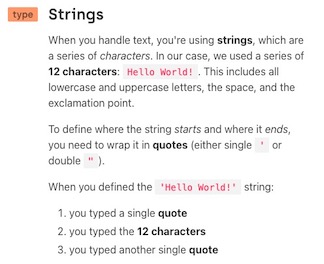 type Strings
When you handle text, you're using strings, which are
a series of characters. In our case, we used a series of
12 characters: Hello World! . This includes all
lowercase and uppercase letters, the space, and the
exclamation point.
To define where the string starts and where it ends,
you need to wrap it in quotes (either single ' or
double " ).
When you defined the 'Hello World!' string:
1. you typed a single quote
2. you typed the 12 characters
3. you typed another single quote